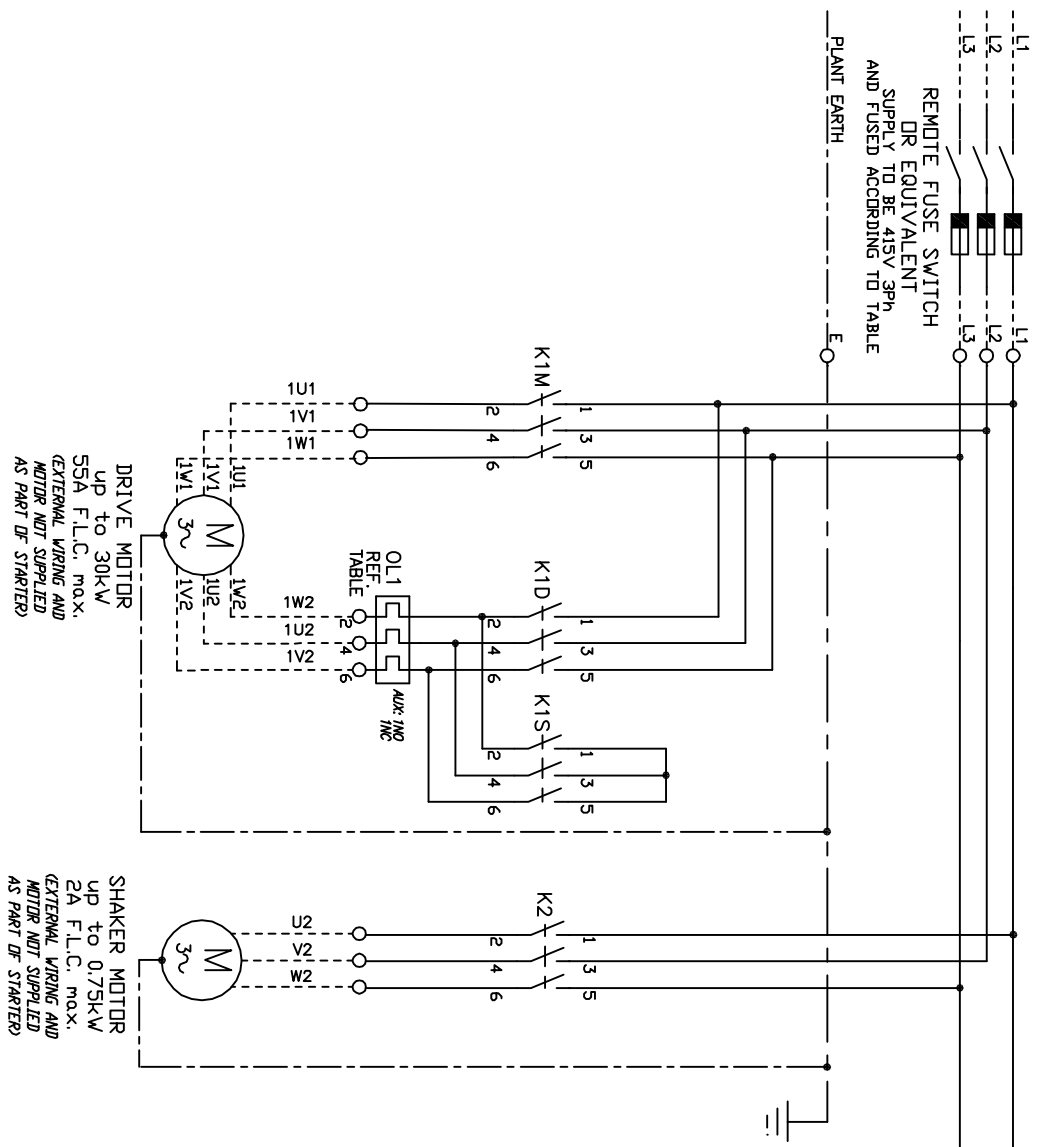 L1
L2
L3
REMOTE FUSE SWITCH
OR EQUIVALENT
SUPPLY TO BE 415V 3Ph
AND FUSED ACCORDING TO TABLE
PLANT EARTH
L1
L2
L3
E
K1M
1
3
5
2
4
6
1U1
1V1
1W1
1U1
1V1
1W1
M
3~
1W2
1U2
1V2
DRIVE MOTOR
up to 30kW
55A F.L.C. max.
(EXTERNAL WIRING AND
MOTOR NOT SUPPLIED
AS PART OF STARTER)
K1D
1
3
5
2
4
6
OL1
REF.
TABLE
2
4
6
AUX: 1NO
1NC
1W2
1U2
1V2
K1S
1
3
5
2
4
6
K2
1
3
5
2
4
6
U2
V2
W2
M
3~
SHAKER MOTOR
up to 0.75kW
2A F.L.C. max.
(EXTERNAL WIRING AND
MOTOR NOT SUPPLIED
AS PART OF STARTER)